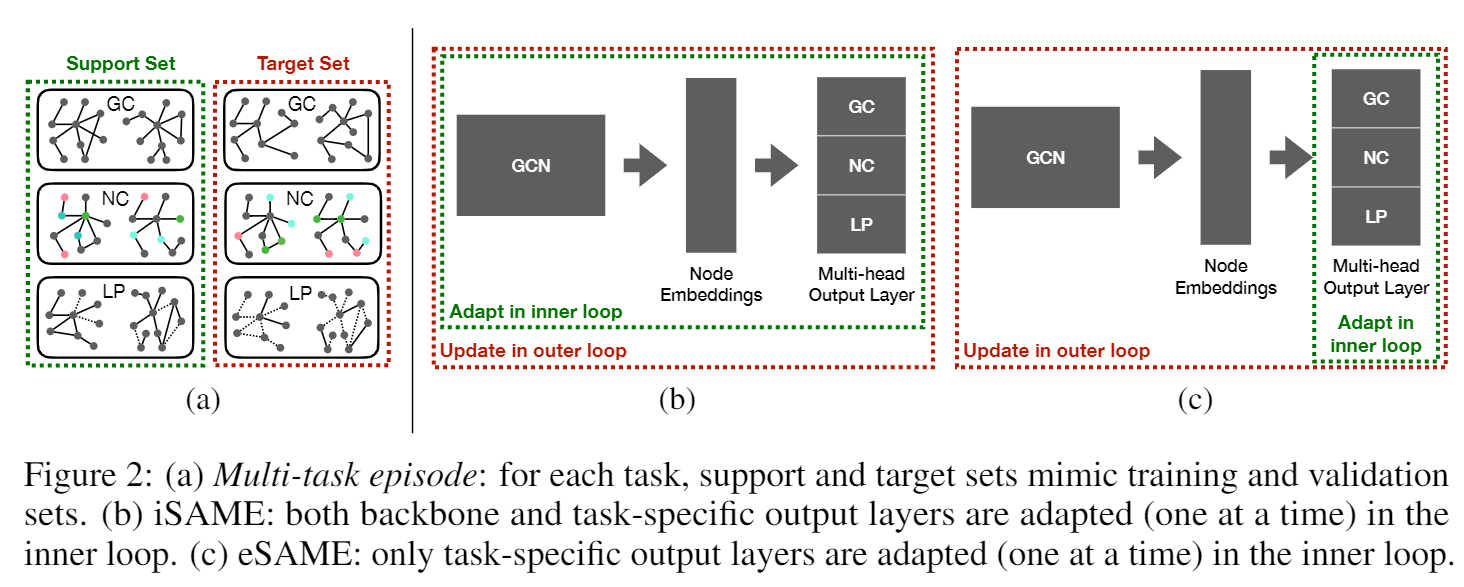 Support Set
Target Set
GC
GC
NC
NC
LP
LP
(a)
GCN
GC
NC
LP
Node
Embeddings
Multi-head
Output Layer
Adapt in inner loop
Update in outer loop
(b)
GCN
GC
NC
LP
Node
Embeddings
Multi-head
Output Layer
Adapt in
inner loop
Update in outer loop
(c)
Figure 2: (a) Multi-task episode: for each task, support and target sets mimic training and validation
sets. (b) iSAME: both backbone and task-specific output layers are adapted (one at a time) in the
inner loop. (c) eSAME: only task-specific output layers are adapted (one at a time) in the inner loop.